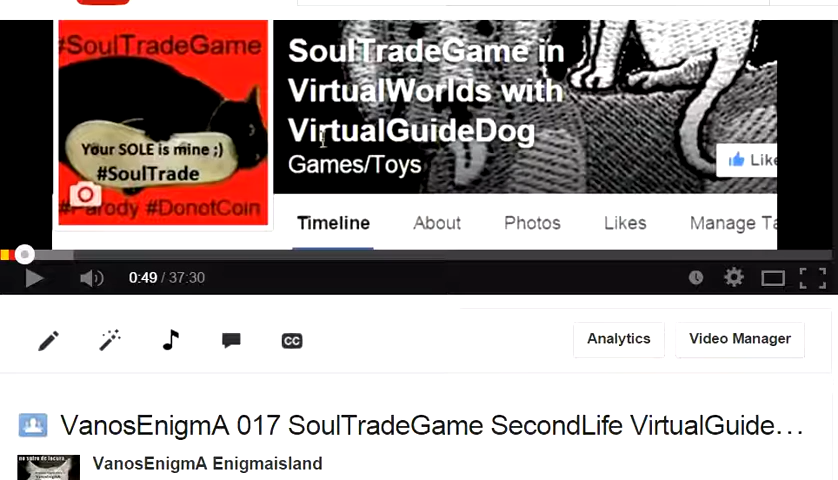 #SoulTradeGame
Your SOLE is mine ;)
#SoulTrade
#Parody #DonotCoin
SoulTradeGame in
VirtualWorlds with
VirtualGuideDog
Games/Toys
Like
Timeline About Photos Likes Manage Ta
0:49 / 37:30
CC
Analytics Video Manager
VanosEnigmA 017 SoulTradeGame SecondLife VirtualGuide...
VanosEnigmA Enigmaisland